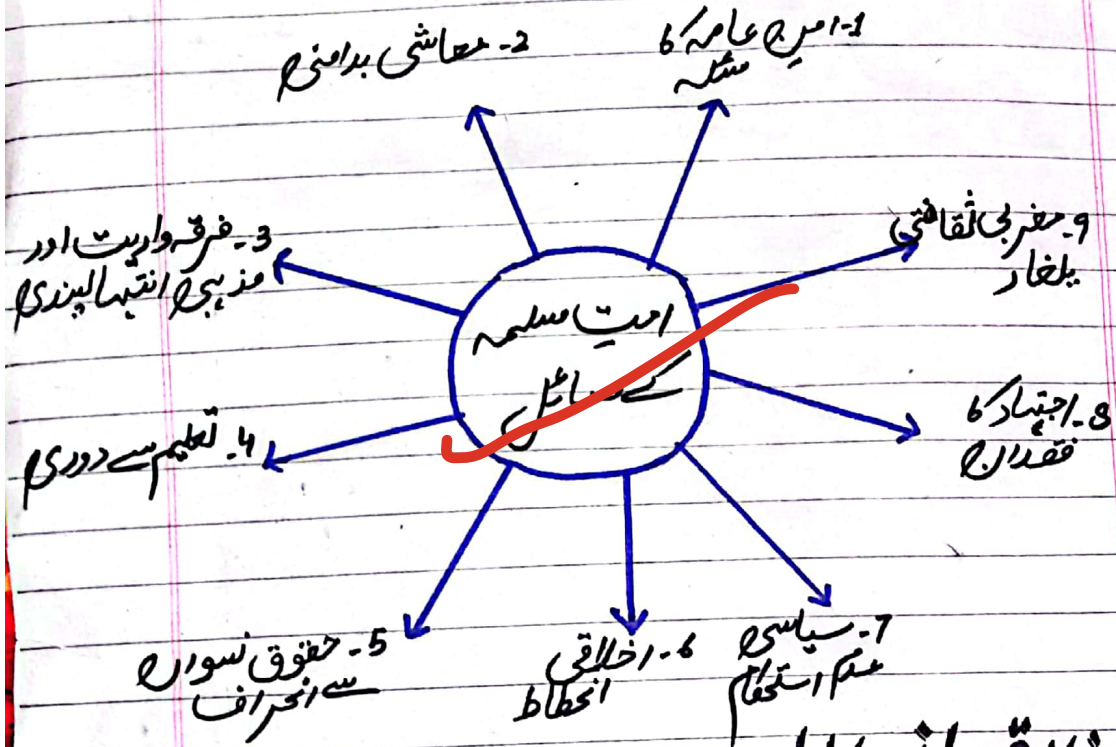 امتِ مسلمہ
کے مسائل
1- امنِ عامہ کا
مسئلہ
2- معاشی بدامنی
3- فرقہ واریت اور
مذہبی انتہا پسندی
4- تعلیم سے دوری
5- حقوق نسواں
سے انحراف
6- اخلاقی
انحطاط
7- سیاسی
عدم استحکام
8- اجتہاد کا
فقدان
9- مغربی ثقافتی
یلغار